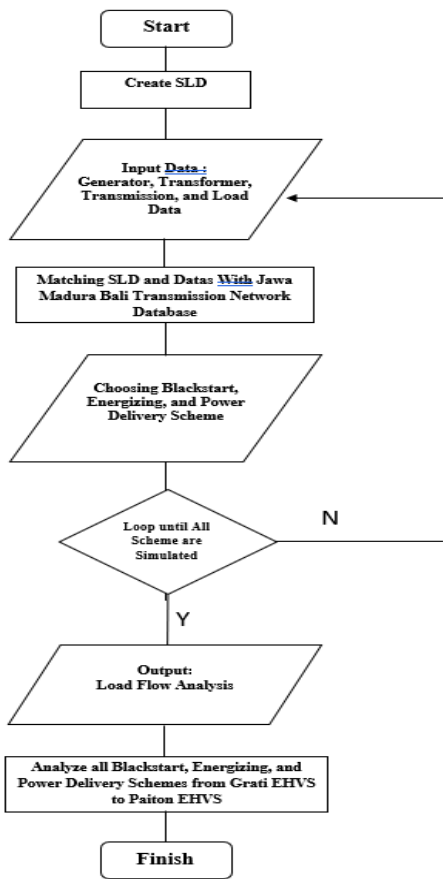 Start
Create SLD
Input Data :
Generator, Transformer,
Transmission, and Load
Data
Matching SLD and Datas With Jawa
Madura Bali Transmission Network
Database
Choosing Blackstart,
Energizing, and Power
Delivery Scheme
Loop until All
Scheme are
Simulated
N
Y
Output:
Load Flow Analysis
Analyze all Blackstart, Energizing, and
Power Delivery Schemes from Grati EHVS
to Paiton EHVS
Finish